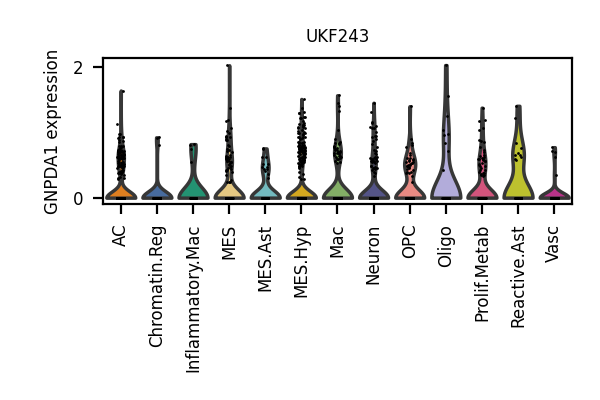 UKF243
GNPDA1 expression
2
0
AC
Chromatin.Reg
Inflammatory.Mac
MES
MES.Ast
MES.Hyp
Mac
Neuron
OPC
Oligo
Prolif.Metab
Reactive.Ast
Vasc